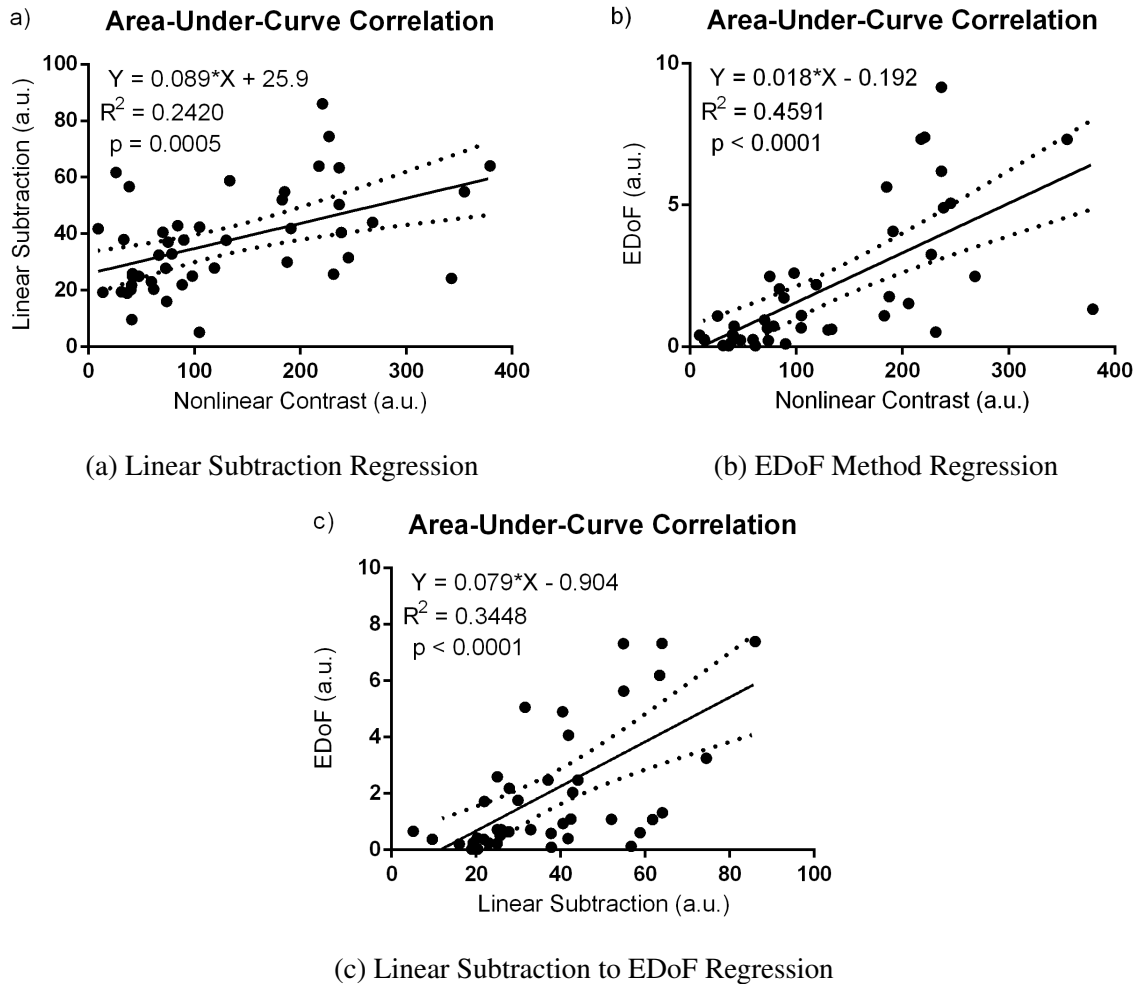 a)
Area-Under-Curve Correlation
Linear Subtraction (a.u.)
100
80
60
40
20
0
Y = 0.089*X + 25.9
R² = 0.2420
p = 0.0005
0 100 200 300 400
Nonlinear Contrast (a.u.)
(a) Linear Subtraction Regression
b)
Area-Under-Curve Correlation
EDoF (a.u.)
10
5
0
Y = 0.018*X - 0.192
R² = 0.4591
p < 0.0001
0 100 200 300 400
Nonlinear Contrast (a.u.)
(b) EDoF Method Regression
c)
Area-Under-Curve Correlation
EDoF (a.u.)
10
8
6
4
2
0
Y = 0.079*X - 0.904
R² = 0.3448
p < 0.0001
0 20 40 60 80 100
Linear Subtraction (a.u.)
(c) Linear Subtraction to EDoF Regression